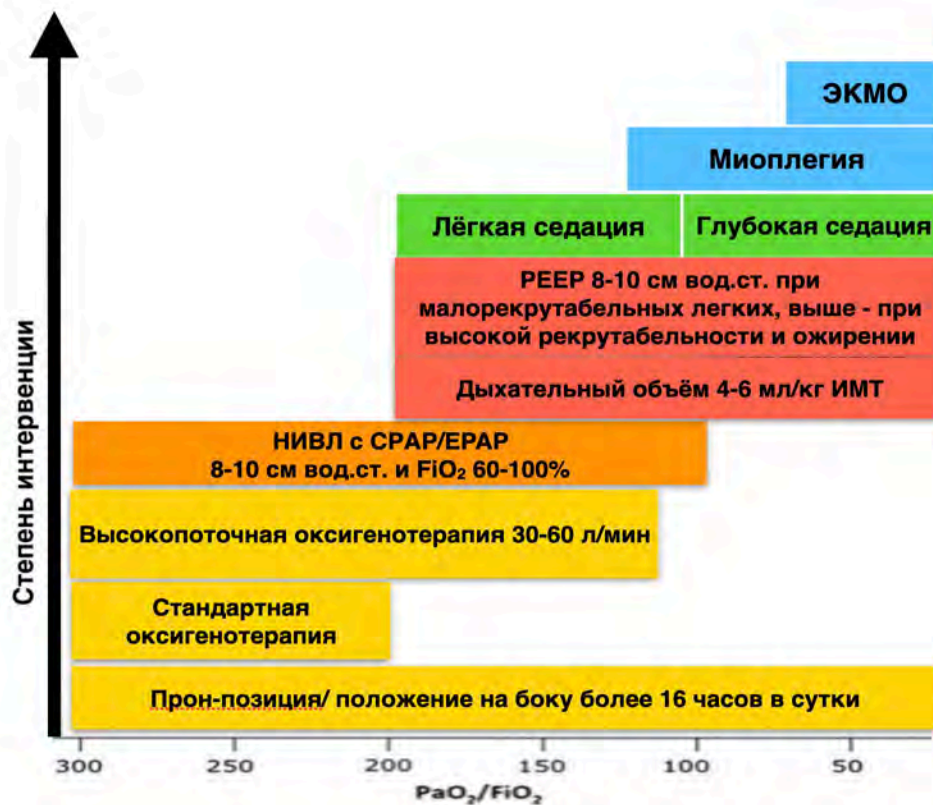 Степень интервенции
ЭКМО
Миоплегия
Лёгкая седация
Глубокая седация
PEEP 8-10 см вод.ст. при
малорекрутабельных легких, выше - при
высокой рекрутабельности и ожирении
Дыхательный объём 4-6 мл/кг ИМТ
НИВЛ с CPAP/EPAP
8-10 см вод.ст. и FiO₂ 60-100%
Высокопоточная оксигенотерапия 30-60 л/мин
Стандартная
оксигенотерапия
Прон-позиция/ положение на боку более 16 часов в сутки
300 250 200 150 100 50
PaO₂/FiO₂